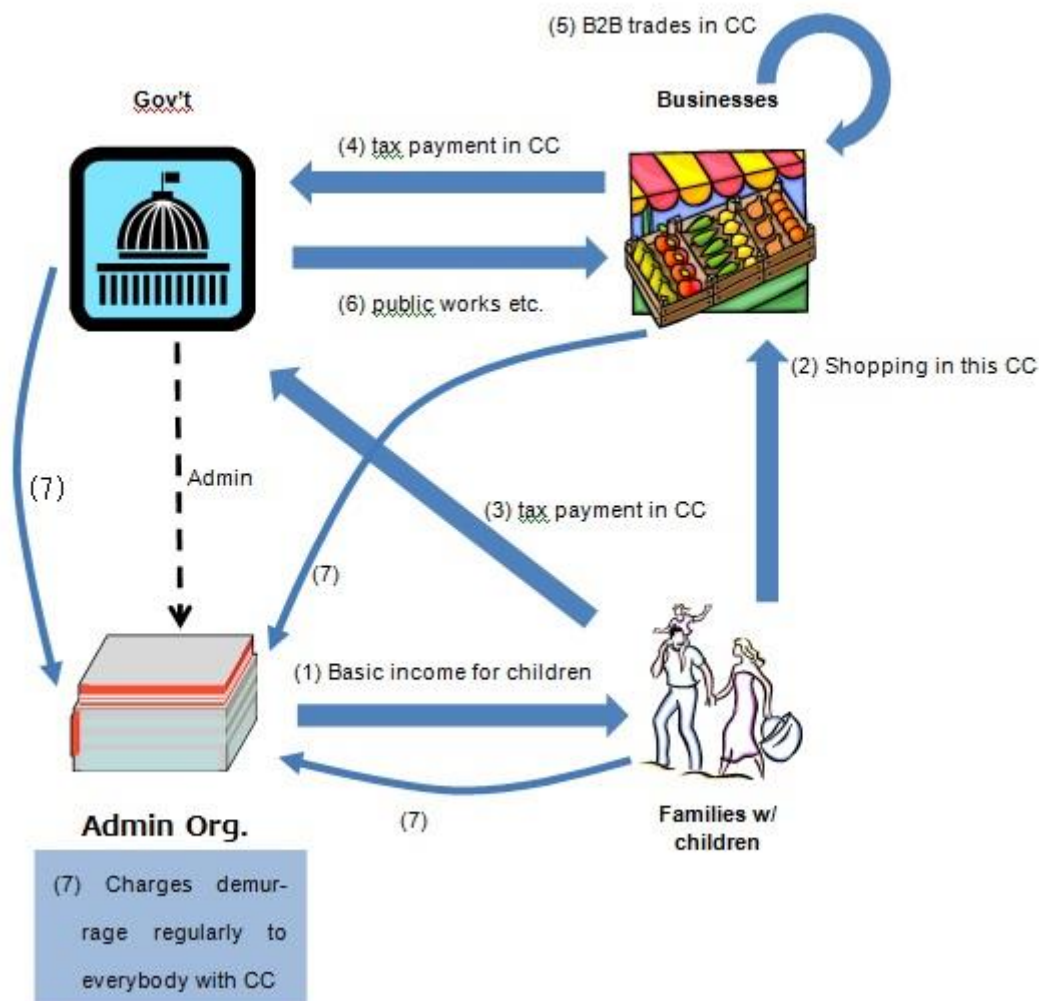 (5) B2B trades in CC
Gov't
Businesses
(4) tax payment in CC
(6) public works etc.
(2) Shopping in this CC
(7)
Admin
(3) tax payment in CC
(7)
(1) Basic income for children
(7)
Admin Org.
Families w/
children
(7) Charges demur-
rage regularly to
everybody with CC